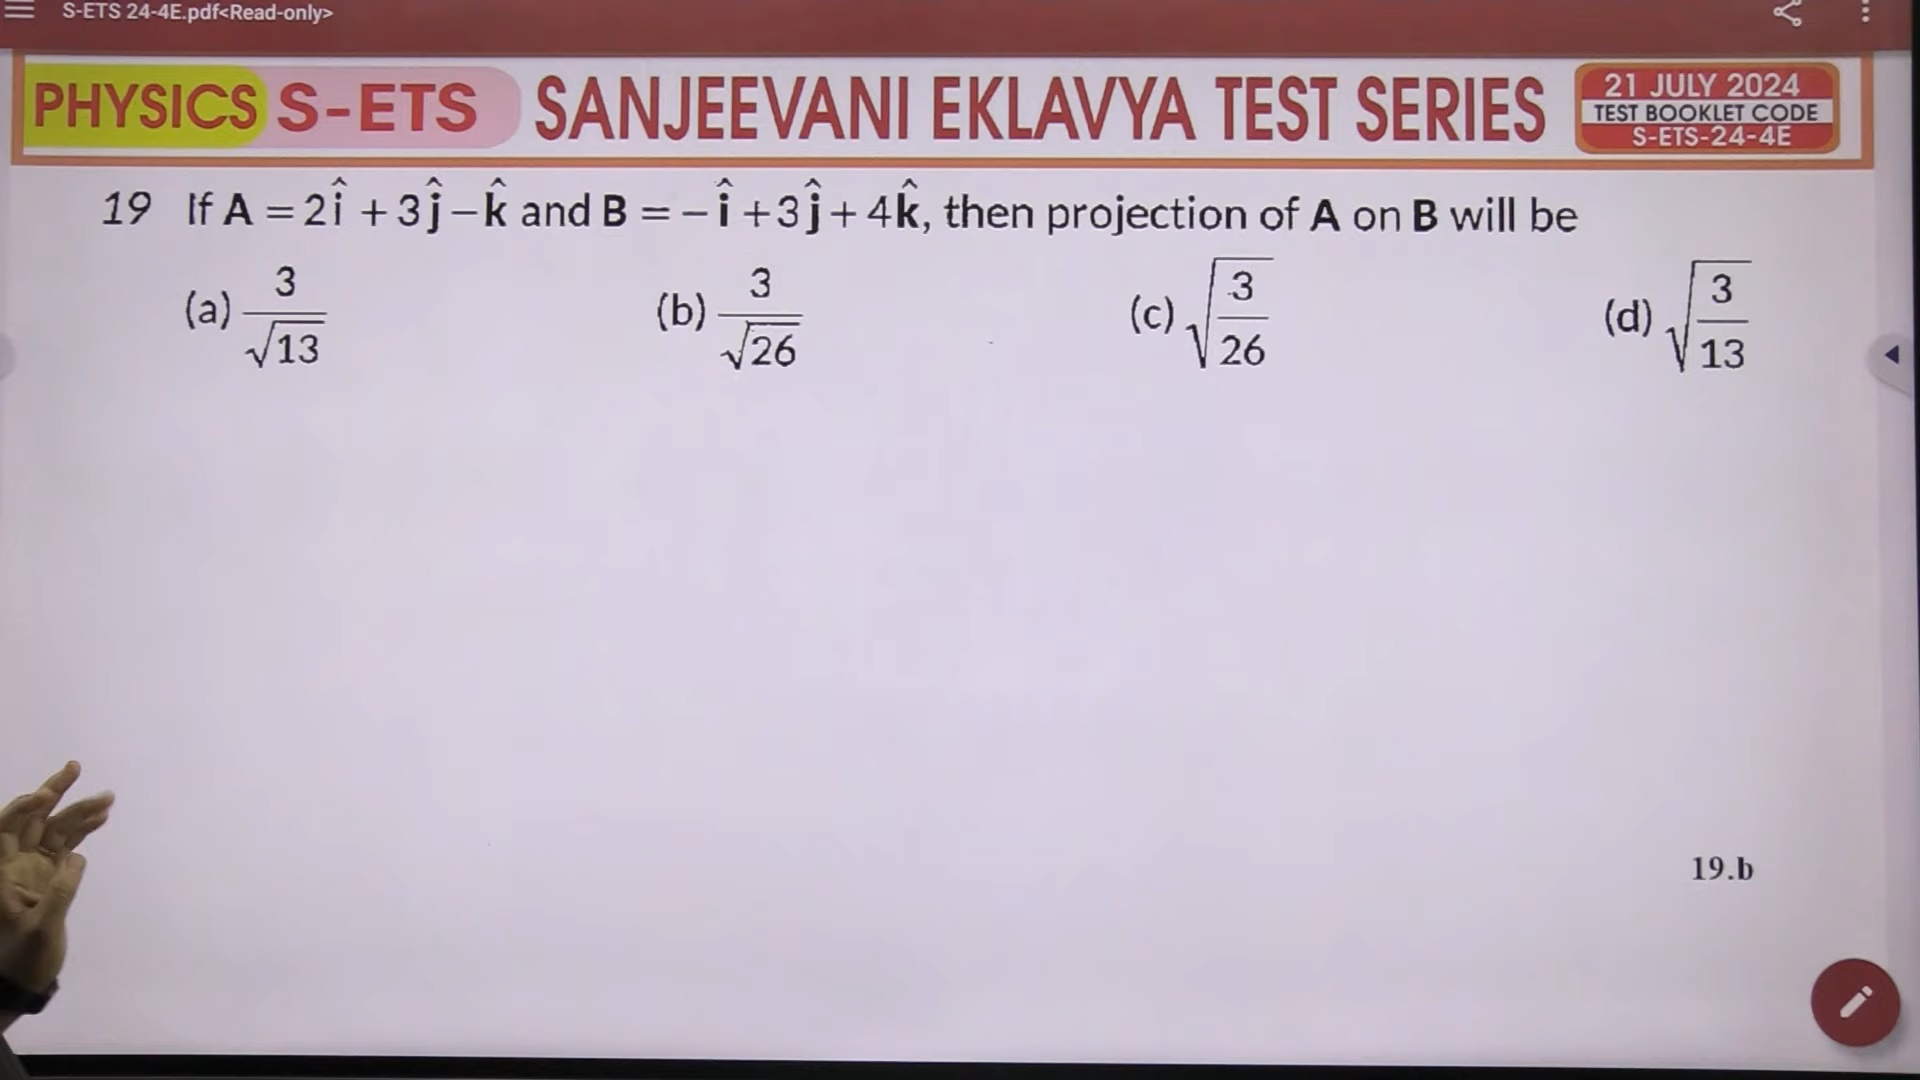 S-ETS 24-4E.pdf<Read-only>
PHYSICS S-ETS SANJEEVANI EKLAVYA TEST SERIES
21 JULY 2024
TEST BOOKLET CODE
S-ETS-24-4E
19 If A = 2î + 3ĵ – k̂ and B = – î + 3ĵ + 4k̂, then projection of A on B will be
(a) 3/√13 (b) 3/√26 (c) √(3/26) (d) √(3/13)
19.b